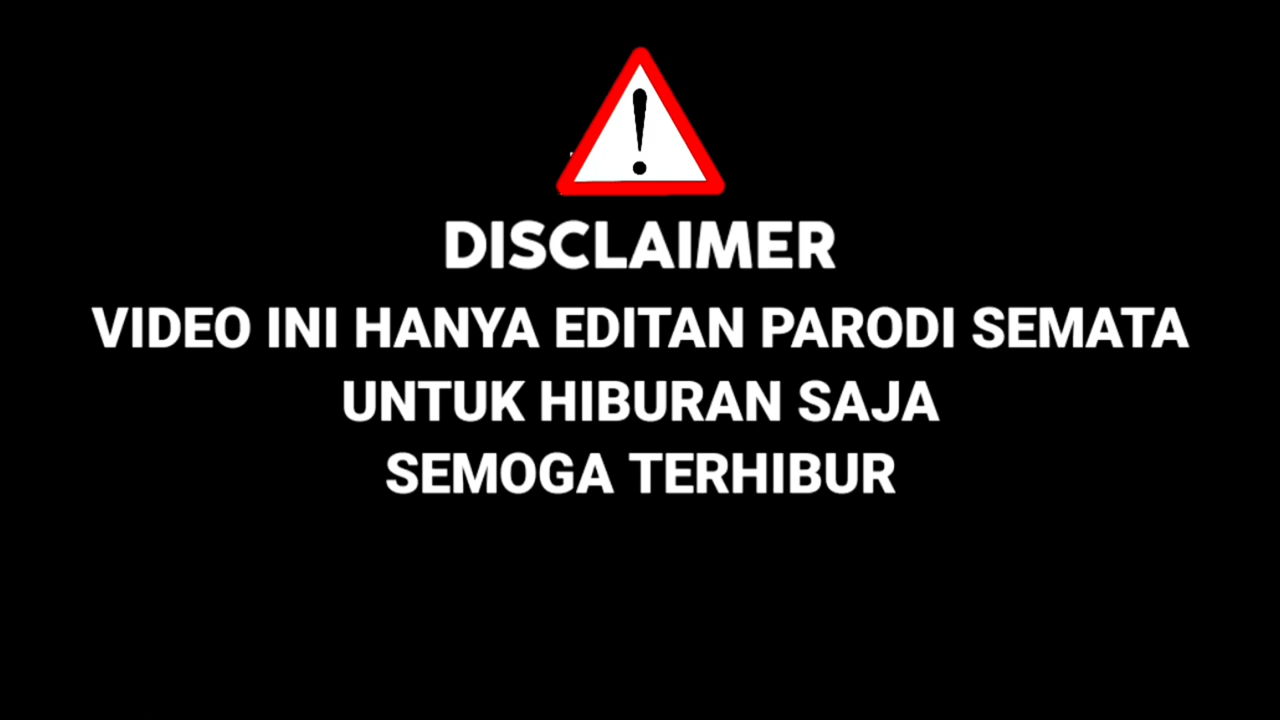 DISCLAIMER
VIDEO INI HANYA EDITAN PARODI SEMATA
UNTUK HIBURAN SAJA
SEMOGA TERHIBUR